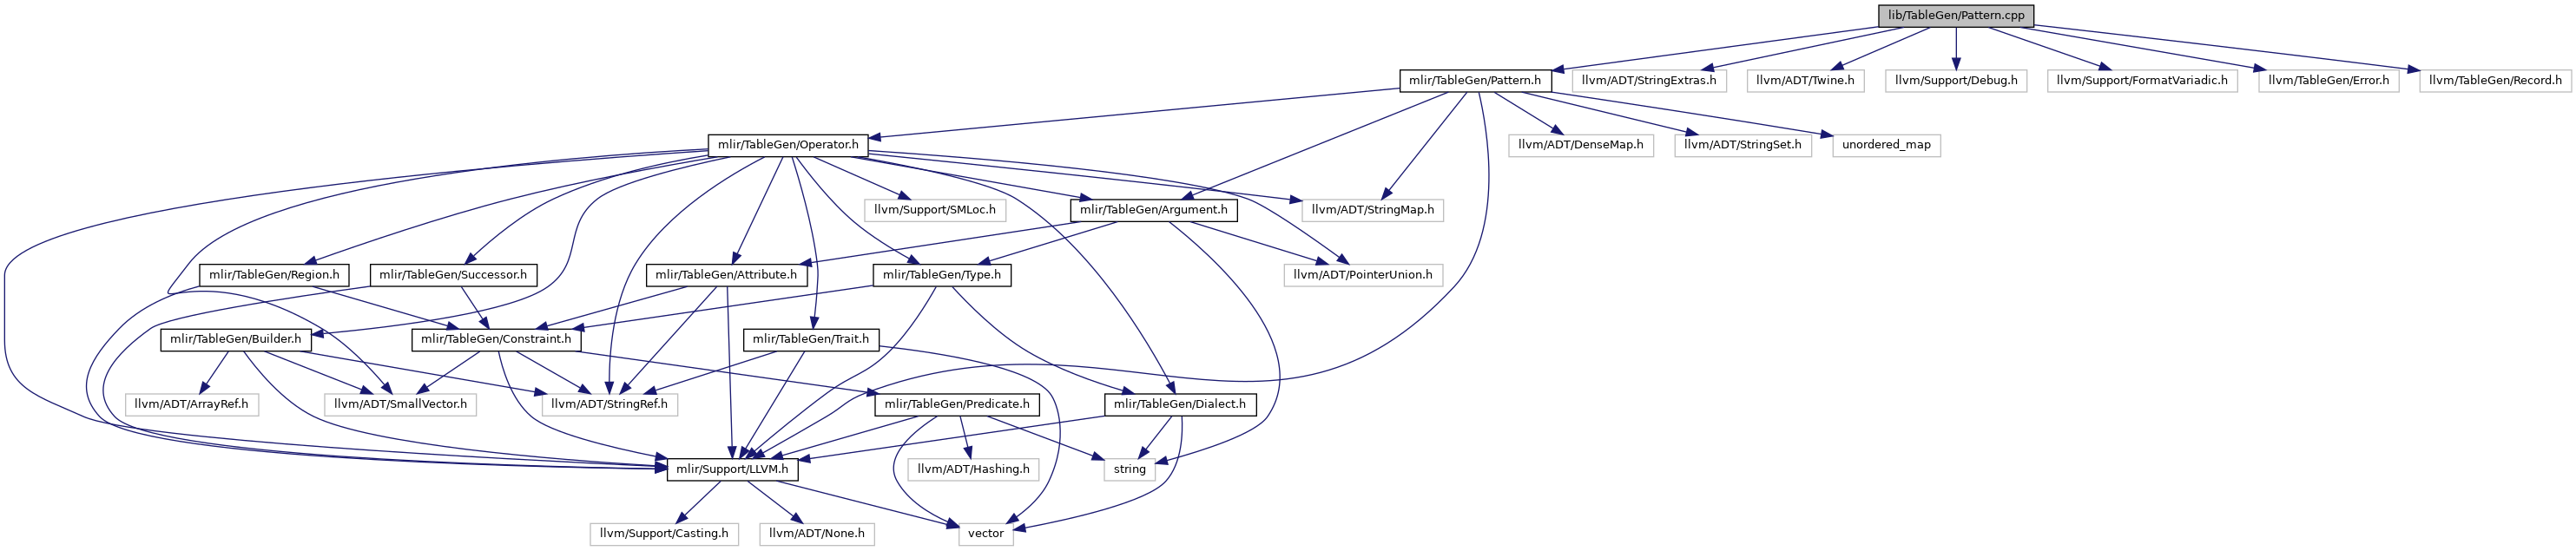 lib/TableGen/Pattern.cpp
mlir/TableGen/Pattern.h
llvm/ADT/StringExtras.h
llvm/ADT/Twine.h
llvm/Support/Debug.h
llvm/Support/FormatVariadic.h
llvm/TableGen/Error.h
llvm/TableGen/Record.h
mlir/TableGen/Operator.h
llvm/ADT/DenseMap.h
llvm/ADT/StringSet.h
unordered_map
llvm/Support/SMLoc.h
mlir/TableGen/Argument.h
llvm/ADT/StringMap.h
mlir/TableGen/Region.h
mlir/TableGen/Successor.h
mlir/TableGen/Attribute.h
mlir/TableGen/Type.h
llvm/ADT/PointerUnion.h
mlir/TableGen/Builder.h
mlir/TableGen/Constraint.h
mlir/TableGen/Trait.h
llvm/ADT/ArrayRef.h
llvm/ADT/SmallVector.h
llvm/ADT/StringRef.h
mlir/TableGen/Predicate.h
mlir/TableGen/Dialect.h
mlir/Support/LLVM.h
llvm/ADT/Hashing.h
string
llvm/Support/Casting.h
llvm/ADT/None.h
vector